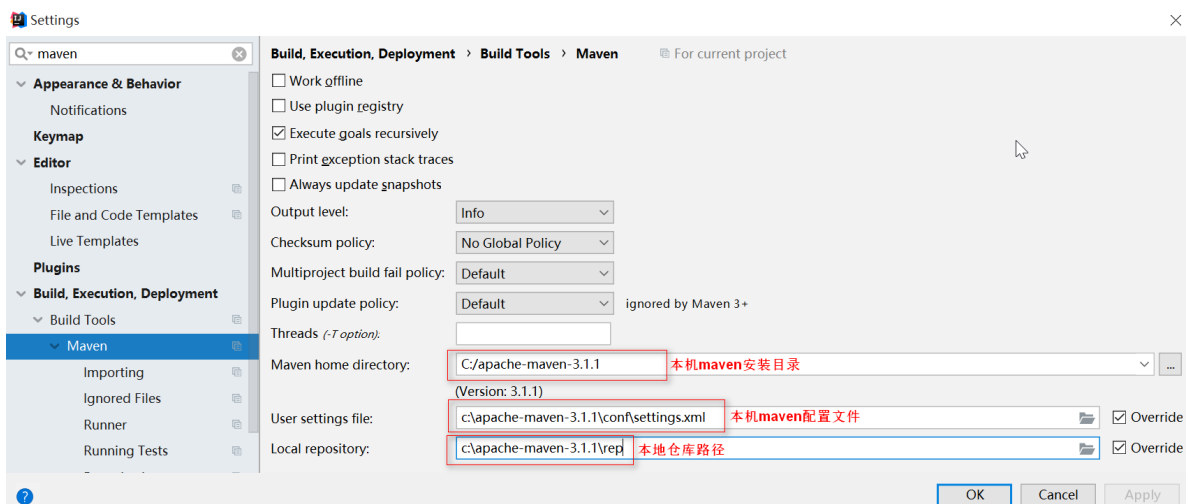 Settings
maven
Appearance & Behavior
Notifications
Keymap
Editor
Inspections
File and Code Templates
Live Templates
Plugins
Build, Execution, Deployment
Build Tools
Maven
Importing
Ignored Files
Runner
Running Tests
Build, Execution, Deployment › Build Tools › Maven For current project
Work offline
Use plugin registry
Execute goals recursively
Print exception stack traces
Always update snapshots
Output level: Info
Checksum policy: No Global Policy
Multiproject build fail policy: Default
Plugin update policy: Default ignored by Maven 3+
Threads (-T option):
Maven home directory: C:/apache-maven-3.1.1 本机maven安装目录 ...
(Version: 3.1.1)
User settings file: c:\apache-maven-3.1.1\conf\settings.xml 本机maven配置文件 Override
Local repository: c:\apache-maven-3.1.1\rep 本地仓库路径 Override
? OK Cancel Apply